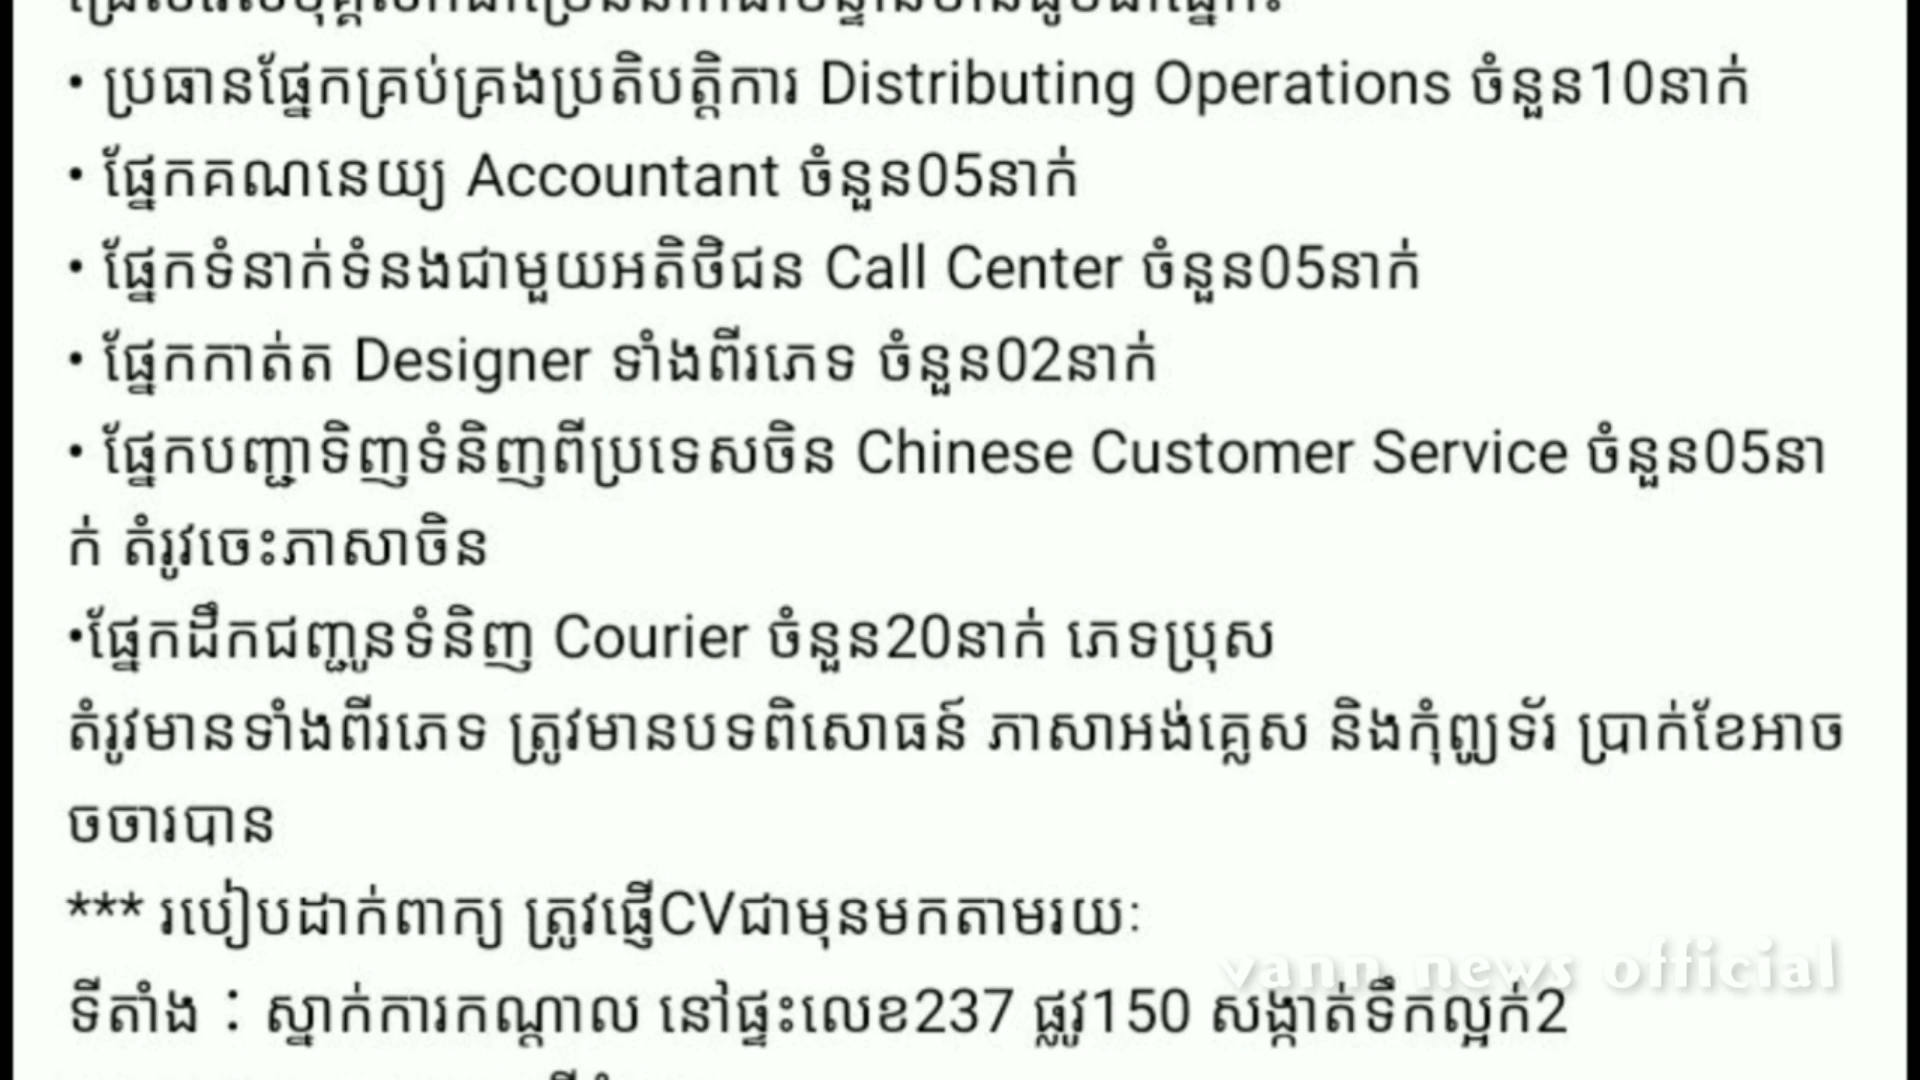 • ប្រធានផ្នែកគ្រប់គ្រងប្រតិបត្តិការ Distributing Operations ចំនួន10នាក់
• ផ្នែកគណនេយ្យ Accountant ចំនួន05នាក់
• ផ្នែកទំនាក់ទំនងជាមួយអតិថិជន Call Center ចំនួន05នាក់
• ផ្នែកកាត់ត Designer ទាំងពីរភេទ ចំនួន02នាក់
• ផ្នែកបញ្ជាទិញទំនិញពីប្រទេសចិន Chinese Customer Service ចំនួន05នា
ក់ តំរូវចេះភាសាចិន
•ផ្នែកដឹកជញ្ជូនទំនិញ Courier ចំនួន20នាក់ ភេទប្រុស
តំរូវមានទាំងពីរភេទ ត្រូវមានបទពិសោធន៍ ភាសាអង់គ្លេស និងកុំព្យូទ័រ ប្រាក់ខែអាច
ចចារបាន
*** របៀបដាក់ពាក្យ ត្រូវផ្ញើCVជាមុនមកតាមរយៈ
vann news official
ទីតាំង : ស្នាក់ការកណ្តាល នៅផ្ទះលេខ237 ផ្លូវ150 សង្កាត់ទឹកល្អក់2